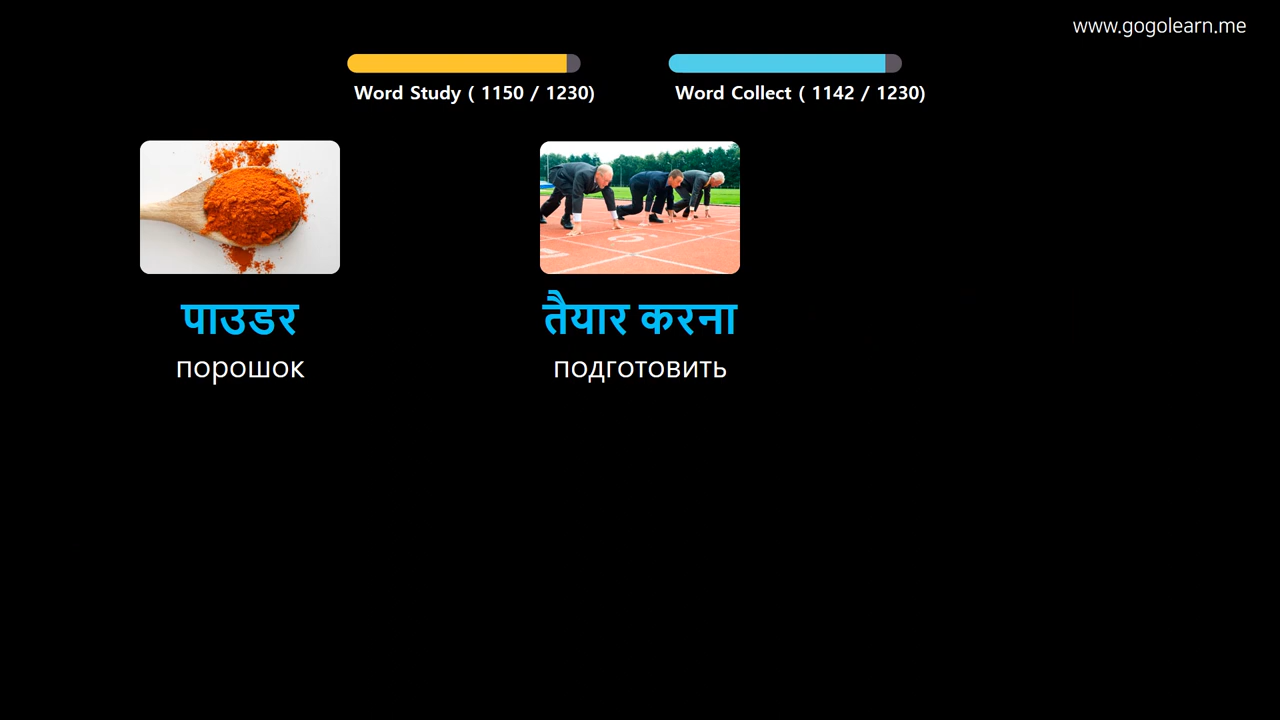 www.gogolearn.me
Word Study ( 1150 / 1230)
Word Collect ( 1142 / 1230)
पाउडर
порошок
तैयार करना
подготовить